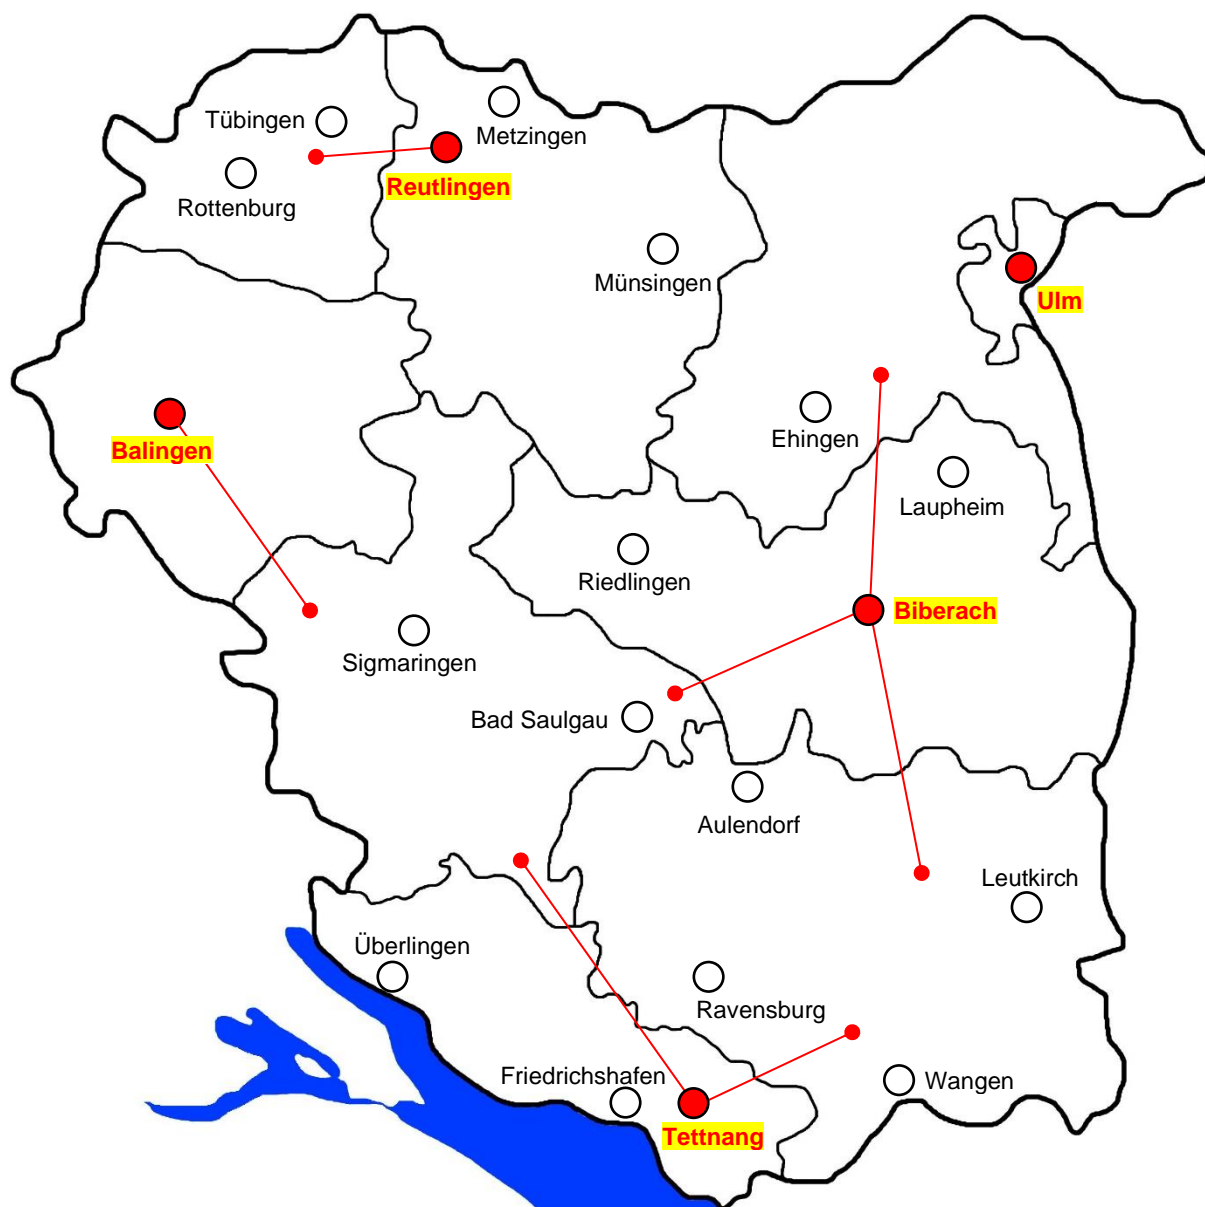 Tübingen
Metzingen
Reutlingen
Rottenburg
Münsingen
Ulm
Ehingen
Balingen
Laupheim
Riedlingen
Biberach
Sigmaringen
Bad Saulgau
Aulendorf
Leutkirch
Überlingen
Ravensburg
Friedrichshafen
Wangen
Tettnang